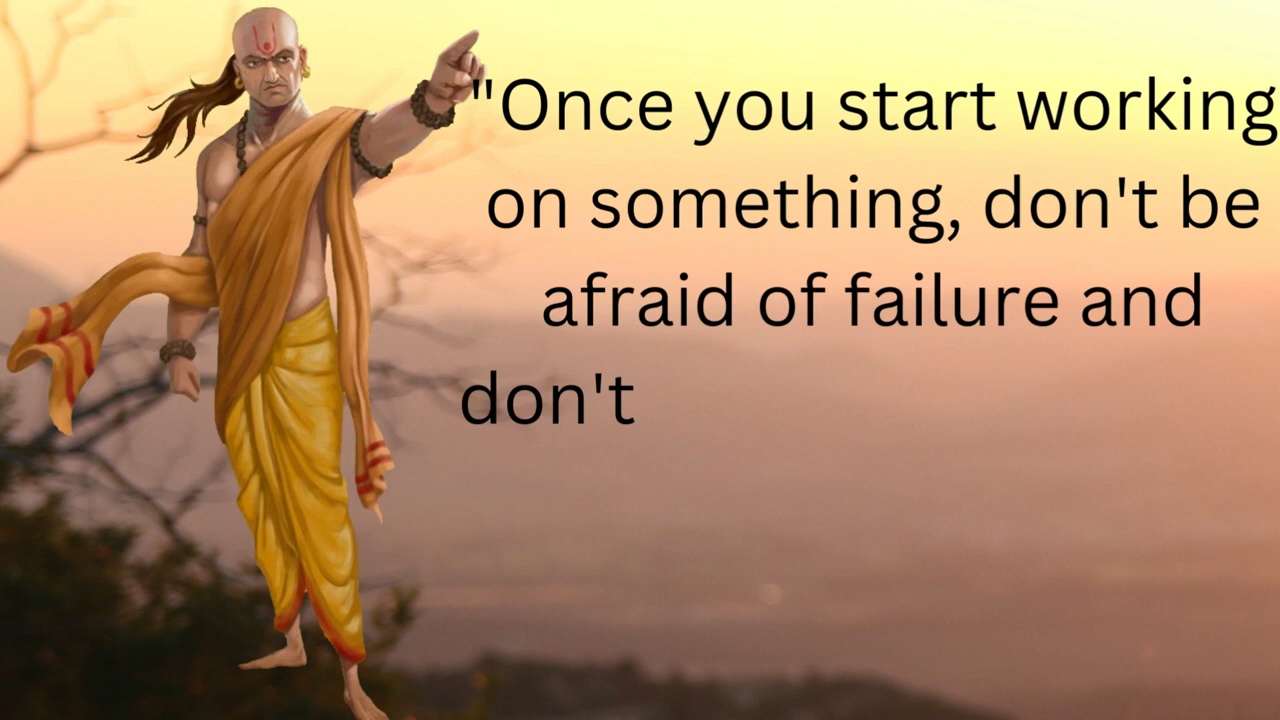 "Once you start working
on something, don't be
afraid of failure and
don't